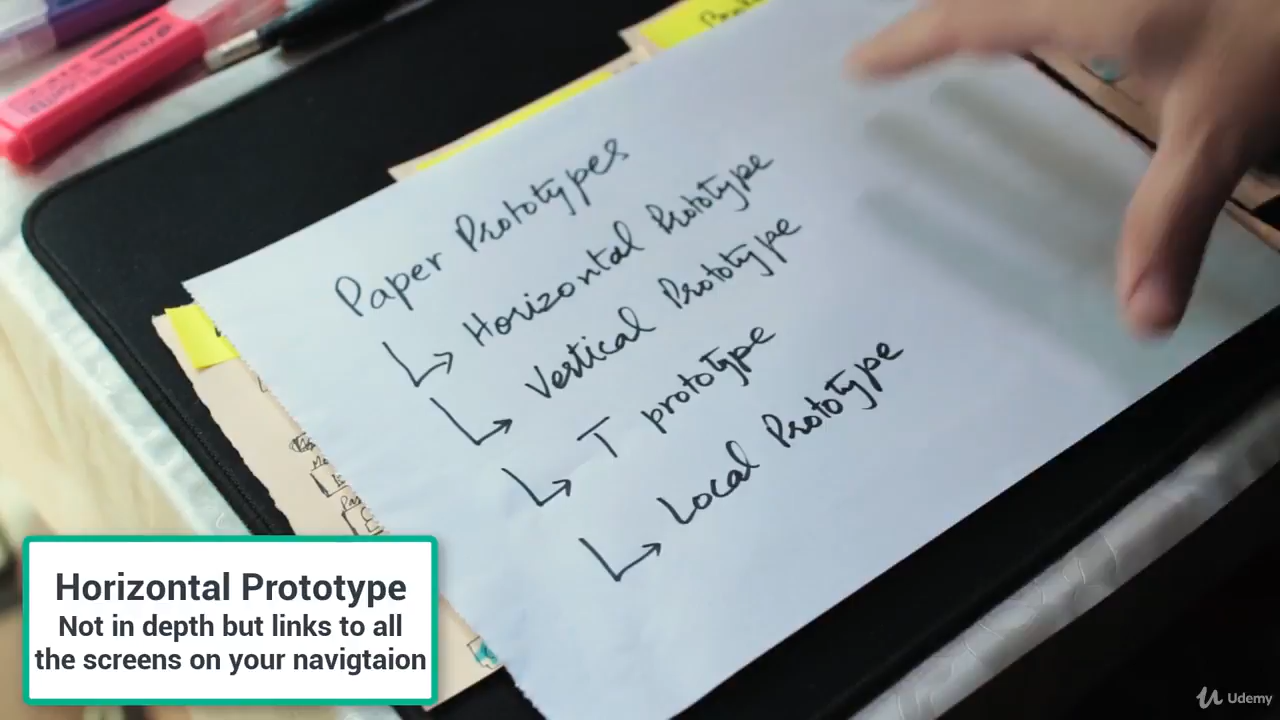 Paper Prototypes
Horizontal Prototype
Vertical Prototype
T prototype
Local Prototype
Horizontal Prototype
Not in depth but links to all
the screens on your navigtaion
Udemy